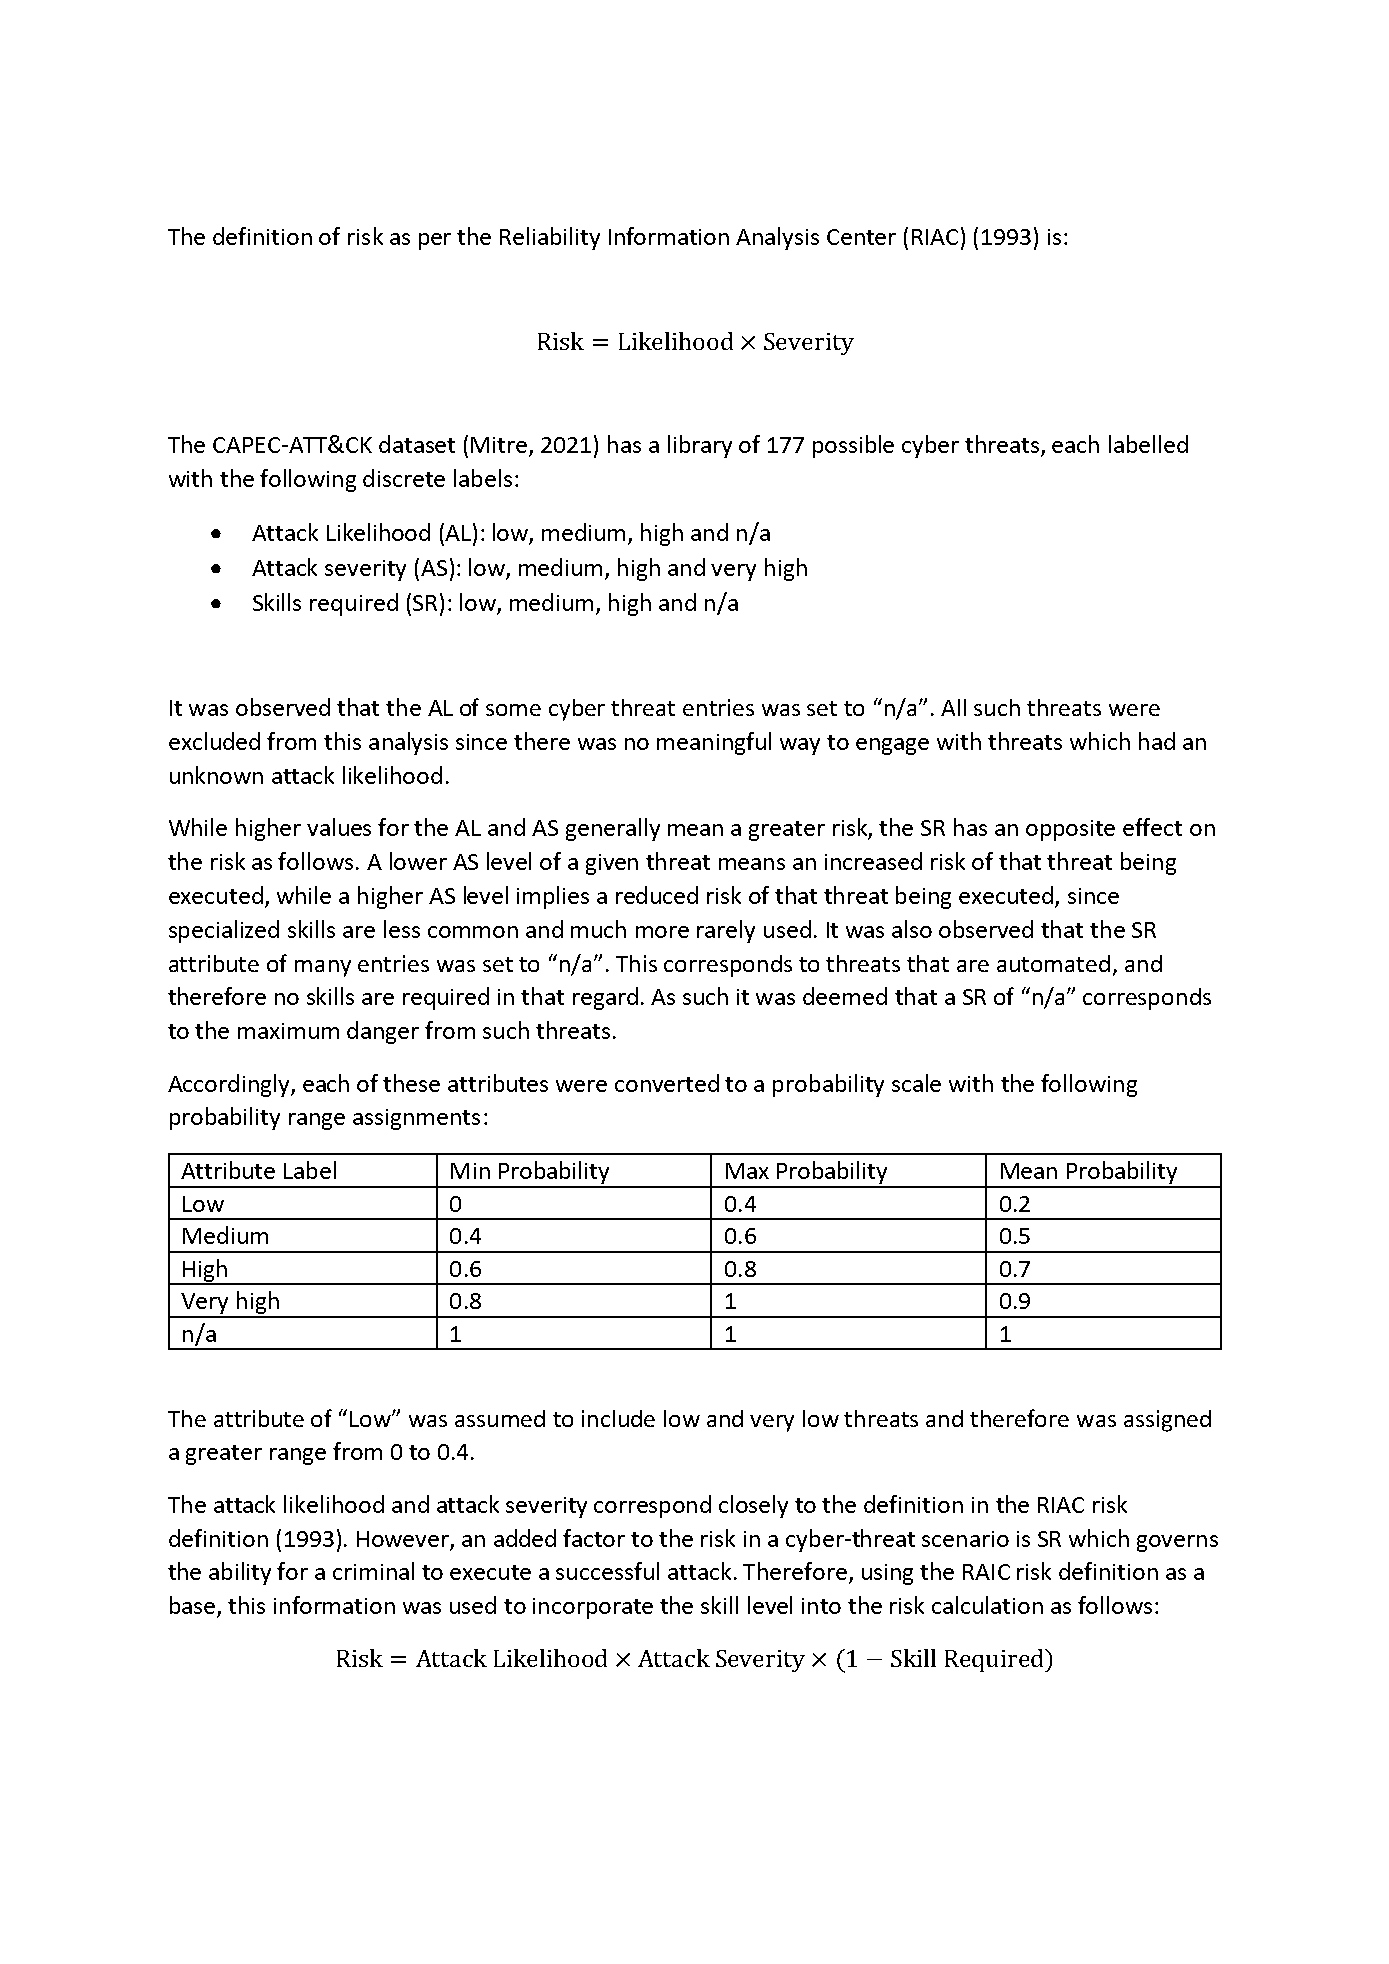 The definition of risk as per the Reliability Information Analysis Center (RIAC) (1993) is:
Risk = Likelihood × Severity
The CAPEC-ATT&CK dataset (Mitre, 2021) has a library of 177 possible cyber threats, each labelled
with the following discrete labels:
• Attack Likelihood (AL): low, medium, high and n/a
• Attack severity (AS): low, medium, high and very high
• Skills required (SR): low, medium, high and n/a
It was observed that the AL of some cyber threat entries was set to “n/a”. All such threats were
excluded from this analysis since there was no meaningful way to engage with threats which had an
unknown attack likelihood.
While higher values for the AL and AS generally mean a greater risk, the SR has an opposite effect on
the risk as follows. A lower AS level of a given threat means an increased risk of that threat being
executed, while a higher AS level implies a reduced risk of that threat being executed, since
specialized skills are less common and much more rarely used. It was also observed that the SR
attribute of many entries was set to “n/a”. This corresponds to threats that are automated, and
therefore no skills are required in that regard. As such it was deemed that a SR of “n/a” corresponds
to the maximum danger from such threats.
Accordingly, each of these attributes were converted to a probability scale with the following
probability range assignments:
Attribute Label Min Probability Max Probability Mean Probability
Low 0 0.4 0.2
Medium 0.4 0.6 0.5
High 0.6 0.8 0.7
Very high 0.8 1 0.9
n/a 1 1 1
The attribute of “Low” was assumed to include low and very low threats and therefore was assigned
a greater range from 0 to 0.4.
The attack likelihood and attack severity correspond closely to the definition in the RIAC risk
definition (1993). However, an added factor to the risk in a cyber-threat scenario is SR which governs
the ability for a criminal to execute a successful attack. Therefore, using the RAIC risk definition as a
base, this information was used to incorporate the skill level into the risk calculation as follows:
Risk = Attack Likelihood × Attack Severity × (1 − Skill Required)